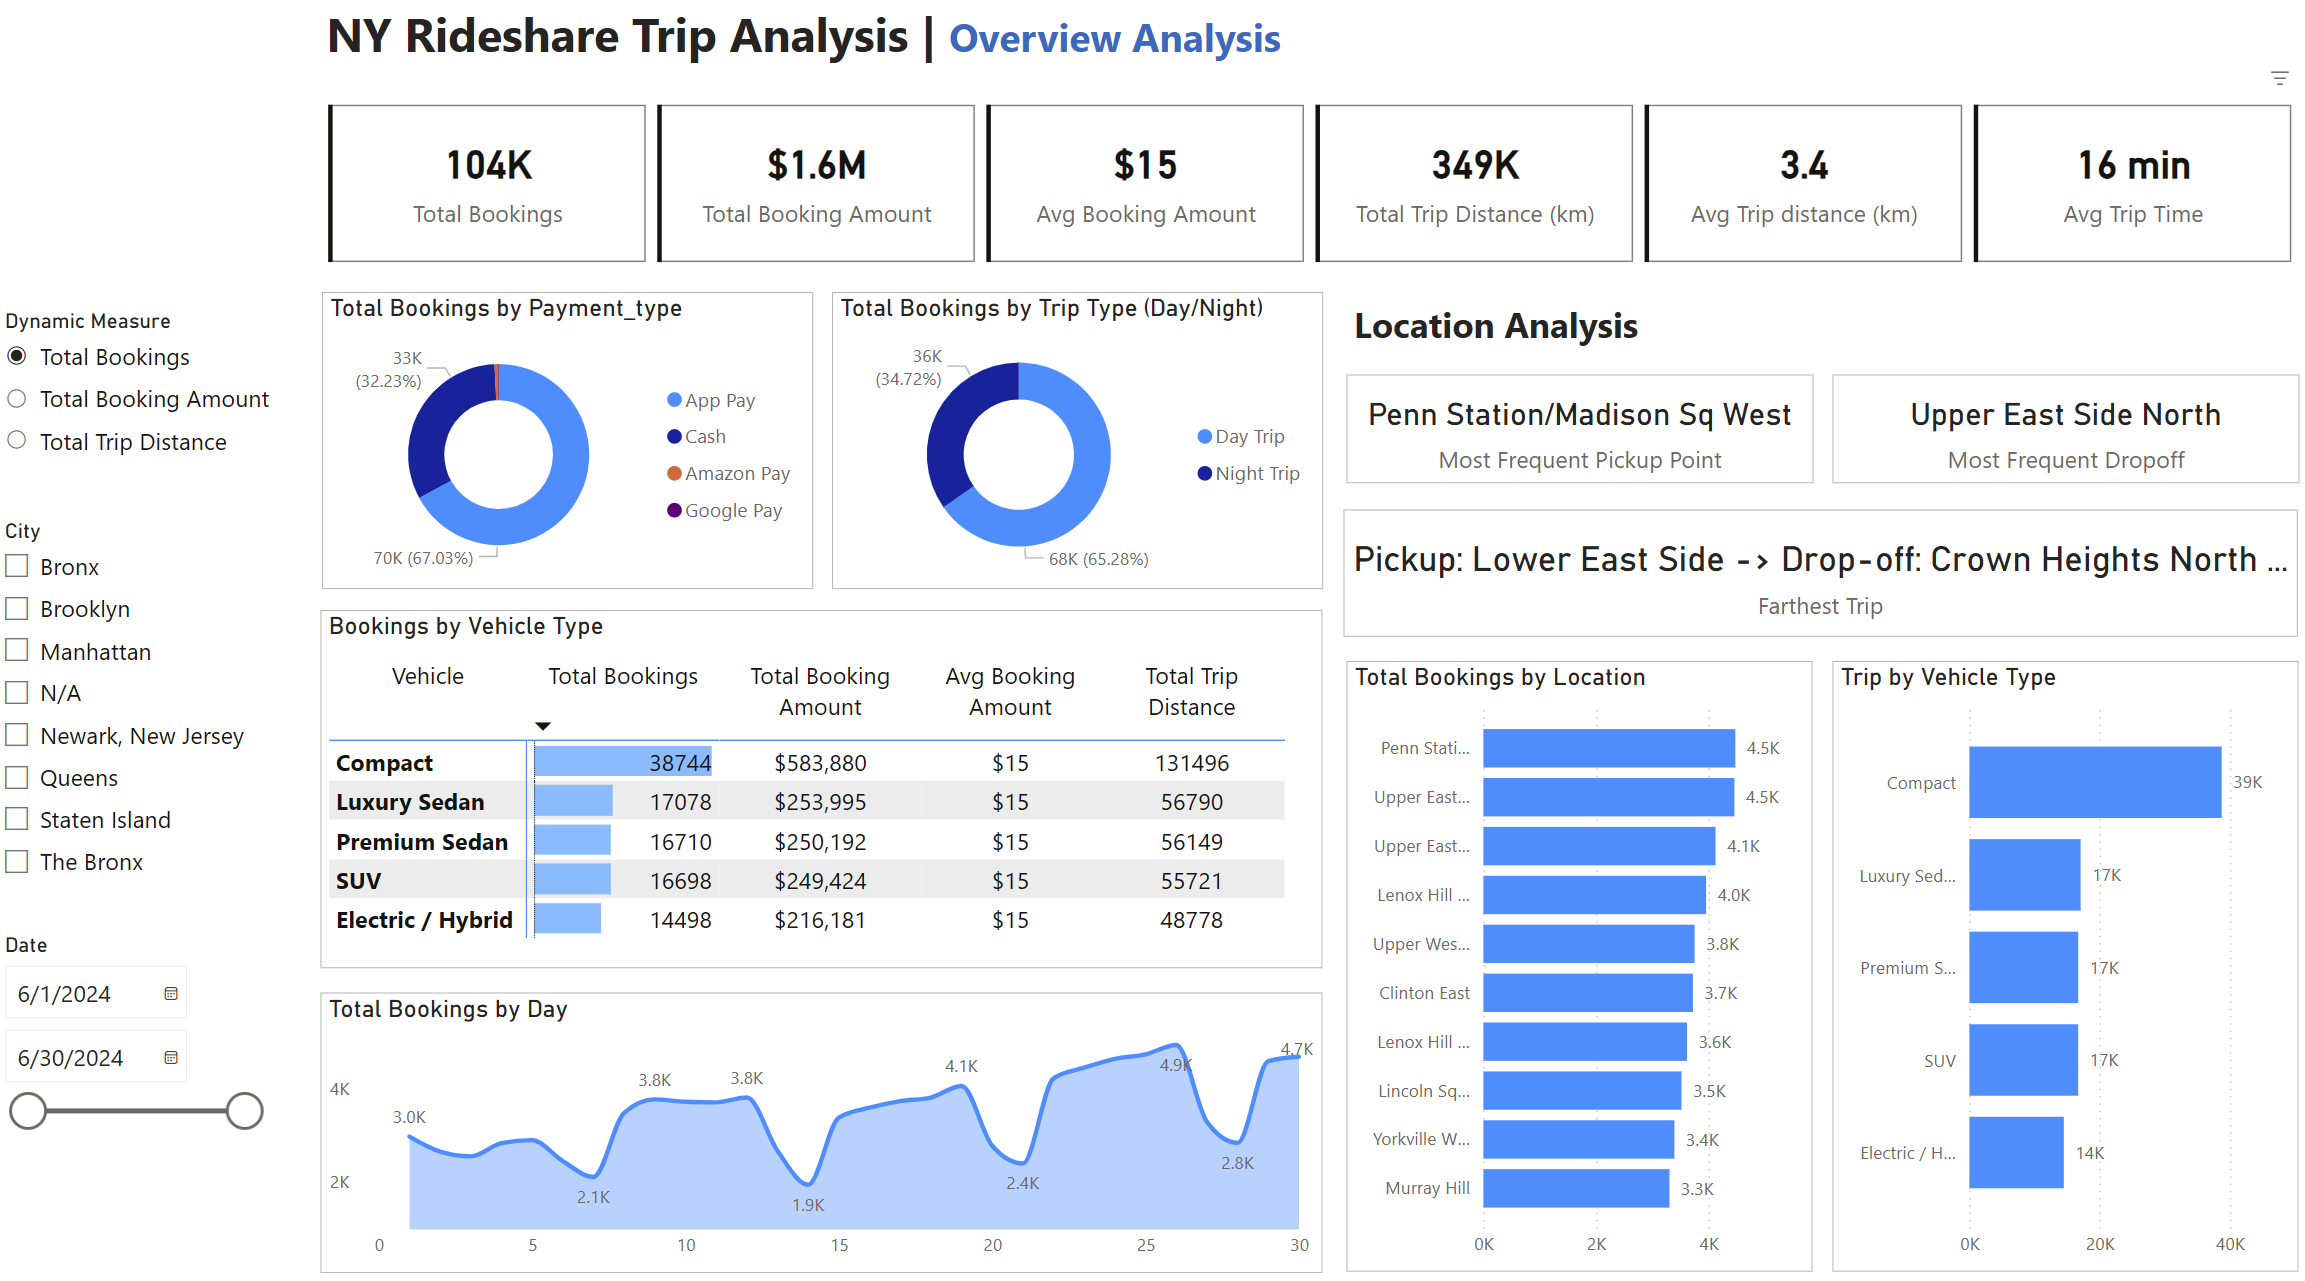 NY Rideshare Trip Analysis | Overview Analysis
104K
Total Bookings
$1.6M
Total Booking Amount
$15
Avg Booking Amount
349K
Total Trip Distance (km)
3.4
Avg Trip distance (km)
16 min
Avg Trip Time
Dynamic Measure
Total Bookings
Total Booking Amount
Total Trip Distance
City
Bronx
Brooklyn
Manhattan
N/A
Newark, New Jersey
Queens
Staten Island
The Bronx
Date
6/1/2024
6/30/2024
Total Bookings by Payment_type
33K
(32.23%)
70K (67.03%)
App Pay
Cash
Amazon Pay
Google Pay
Total Bookings by Trip Type (Day/Night)
36K
(34.72%)
68K (65.28%)
Day Trip
Night Trip
Bookings by Vehicle Type
Vehicle Total Bookings Total Booking Amount Avg Booking Amount Total Trip Distance
Compact 38744 $583,880 $15 131496
Luxury Sedan 17078 $253,995 $15 56790
Premium Sedan 16710 $250,192 $15 56149
SUV 16698 $249,424 $15 55721
Electric / Hybrid 14498 $216,181 $15 48778
Total Bookings by Day
4K
2K
3.0K
2.1K
3.8K
3.8K
1.9K
4.1K
2.4K
4.9K
2.8K
4.7K
0 5 10 15 20 25 30
Location Analysis
Penn Station/Madison Sq West
Most Frequent Pickup Point
Upper East Side North
Most Frequent Dropoff
Pickup: Lower East Side -> Drop-off: Crown Heights North ...
Farthest Trip
Total Bookings by Location
Penn Stati... 4.5K
Upper East... 4.5K
Upper East... 4.1K
Lenox Hill ... 4.0K
Upper Wes... 3.8K
Clinton East 3.7K
Lenox Hill ... 3.6K
Lincoln Sq... 3.5K
Yorkville W... 3.4K
Murray Hill 3.3K
0K 2K 4K
Trip by Vehicle Type
Compact 39K
Luxury Sed... 17K
Premium S... 17K
SUV 17K
Electric / H... 14K
0K 20K 40K